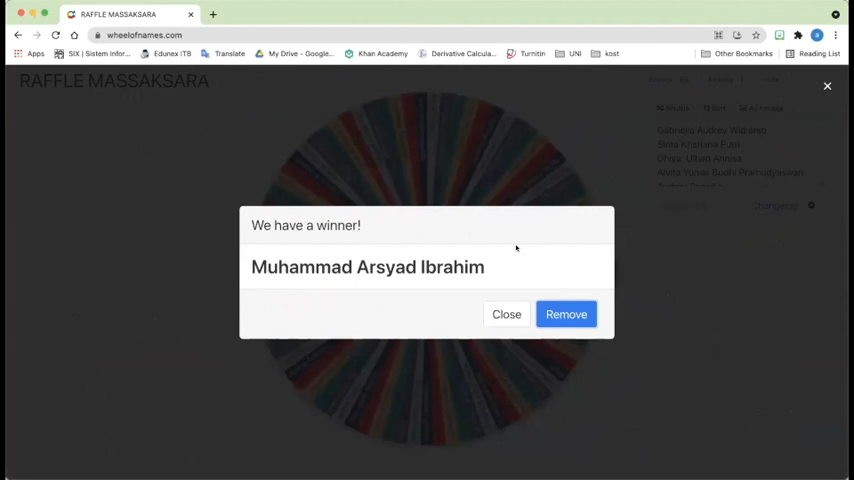 RAFFLE MASSAKSARA
wheelofnames.com
Apps
SIX | Sistem Infor...
Edunex ITB
Translate
My Drive - Google...
Khan Academy
Derivative Calcula...
Turnitin
UNI
kost
Other Bookmarks
Reading List
RAFFLE MASSAKSARA
We have a winner!
Muhammad Arsyad Ibrahim
Close
Remove